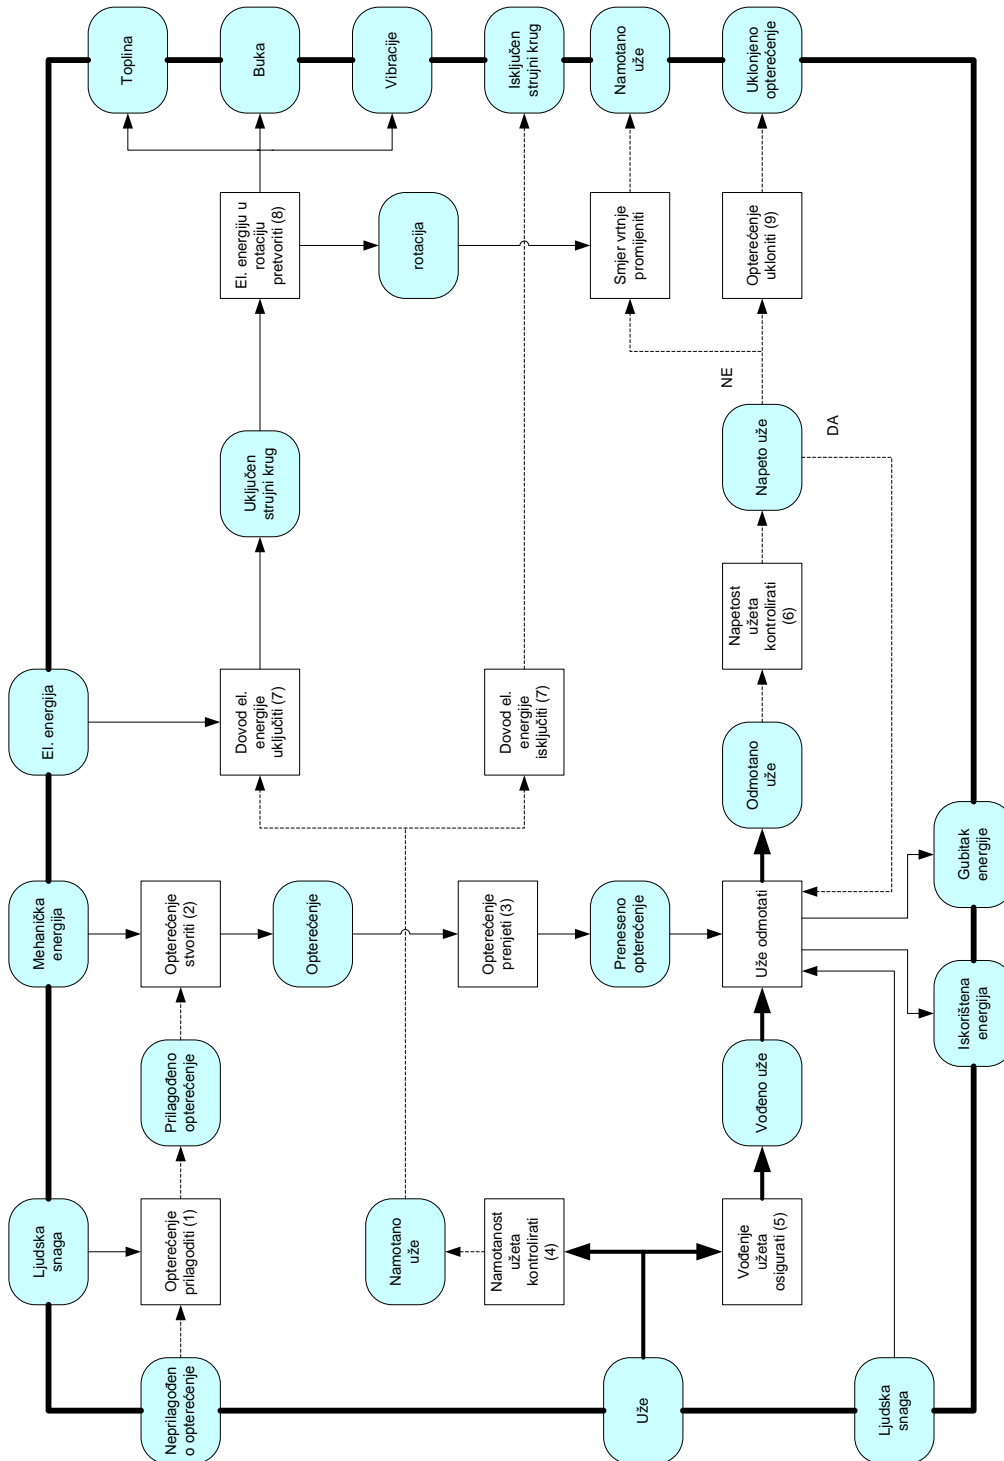 Toplina
Buka
Vibracije
Isključen
strujni krug
Namotano
uže
Uklonjeno
opterećenje
El. energiju u
rotaciju
pretvoriti (8)
rotacija
Smjer vrtnje
promijeniti
Opterećenje
ukloniti (9)
NE
DA
Uključen
strujni krug
Napeto uže
Napetost
užeta
kontrolirati
(6)
El. energija
Dovod el.
energije
uključiti (7)
Dovod el.
energije
isključiti (7)
Odmotano
uže
Mehanička
energija
Opterećenje
stvoriti (2)
Opterećenje
Opterećenje
prenijeti (3)
Preneseno
opterećenje
Uže odmotati
Gubitak
energije
Iskorištena
energija
Prilagođeno
opterećenje
Vođeno uže
Ljudska
snaga
Opterećenje
prilagoditi (1)
Namotano
uže
Namotanost
užeta
kontrolirati
(4)
Vođenje
užeta
osigurati (5)
Neprilagođen
o opterećenje
Uže
Ljudska
snaga